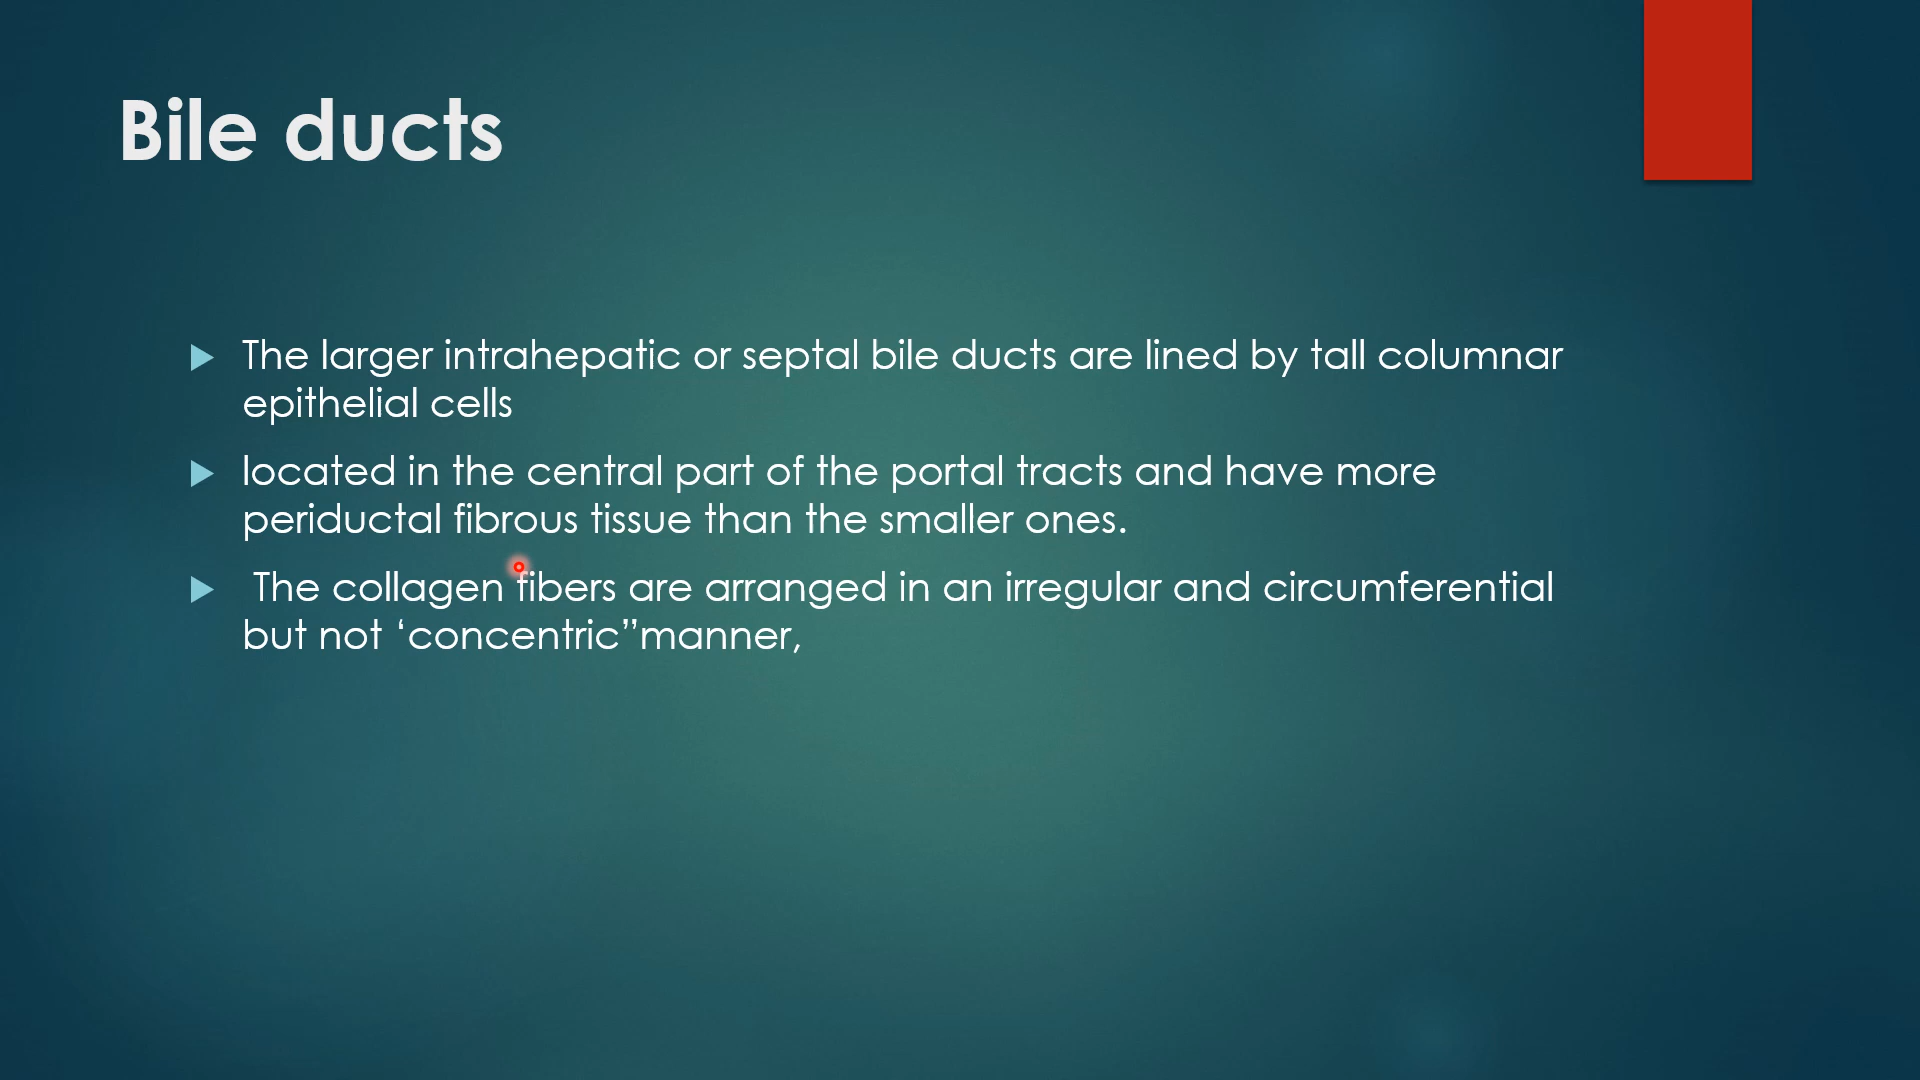 Bile ducts
The larger intrahepatic or septal bile ducts are lined by tall columnar
epithelial cells
located in the central part of the portal tracts and have more
periductal fibrous tissue than the smaller ones.
The collagen fibers are arranged in an irregular and circumferential
but not ‘concentric”manner,